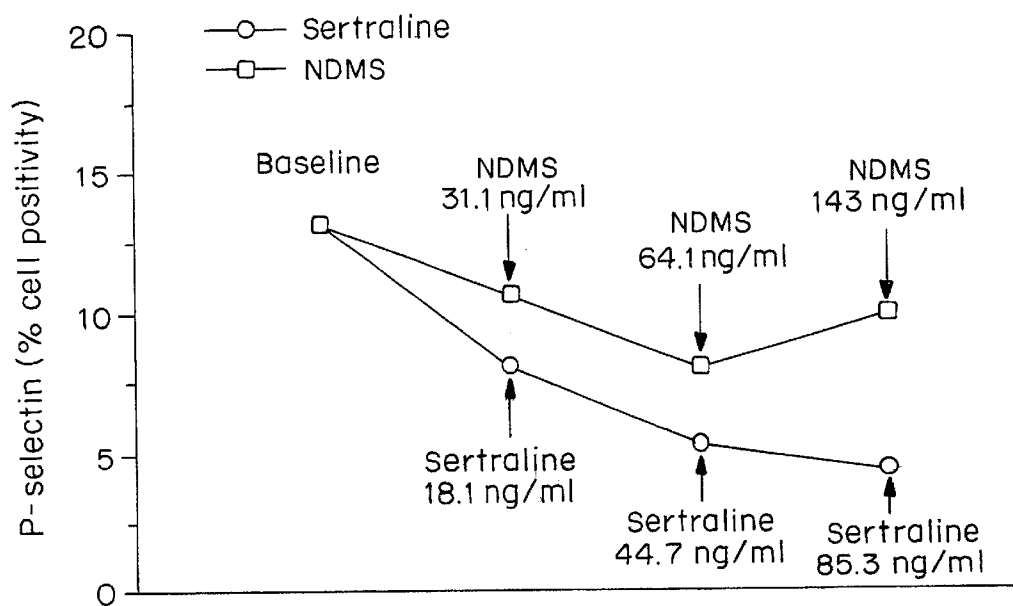 Sertraline
NDMS
P-selectin (% cell positivity)
20
15
10
5
0
Baseline
NDMS
31.1 ng/ml
NDMS
64.1 ng/ml
NDMS
143 ng/ml
Sertraline
18.1 ng/ml
Sertraline
44.7 ng/ml
Sertraline
85.3 ng/ml